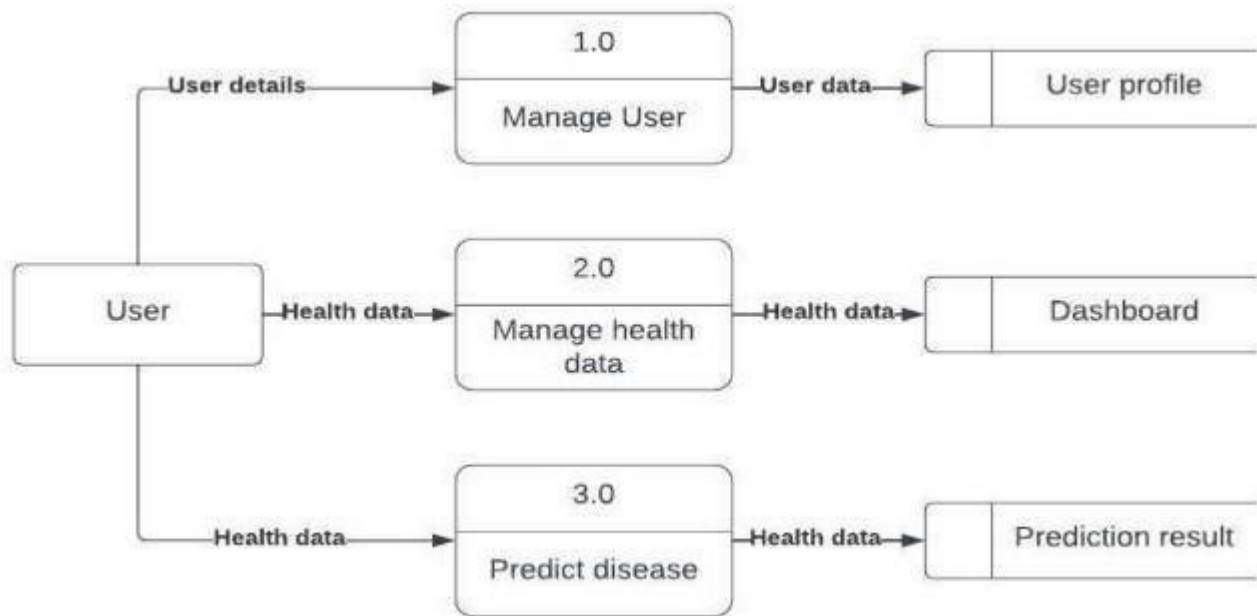 1.0
User details
Manage User
User data
User profile
User
Health data
2.0
Manage health
data
Health data
Dashboard
Health data
3.0
Predict disease
Health data
Prediction result